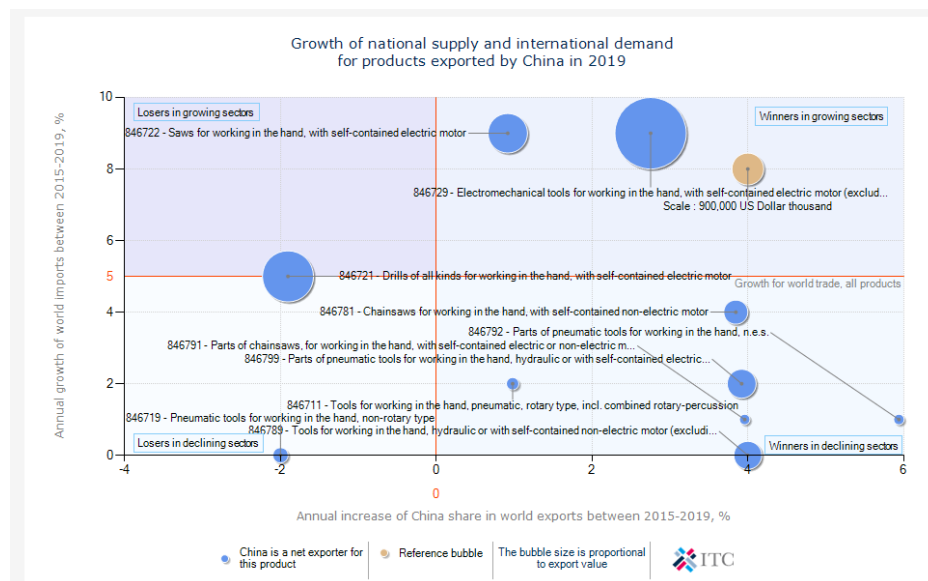 Growth of national supply and international demand
for products exported by China in 2019
Annual growth of world imports between 2015-2019, %
10
8
6
5
4
2
0
Losers in growing sectors
Winners in growing sectors
846722 - Saws for working in the hand, with self-contained electric motor
846729 - Electromechanical tools for working in the hand, with self-contained electric motor (exclud...
Scale : 900,000 US Dollar thousand
846721 - Drills of all kinds for working in the hand, with self-contained electric motor
Growth for world trade, all products
846781 - Chainsaws for working in the hand, with self-contained non-electric motor
846792 - Parts of pneumatic tools for working in the hand, n.e.s.
846791 - Parts of chainsaws, for working in the hand, with self-contained electric or non-electric m...
846799 - Parts of pneumatic tools for working in the hand, hydraulic or with self-contained electric...
846711 - Tools for working in the hand, pneumatic, rotary type, incl. combined rotary-percussion
846719 - Pneumatic tools for working in the hand, non-rotary type
846789 - Tools for working in the hand, hydraulic or with self-contained non-electric motor (excludi...
Losers in declining sectors
Winners in declining sectors
-4 -2 0 2 4 6
0
Annual increase of China share in world exports between 2015-2019, %
China is a net exporter for
this product
Reference bubble
The bubble size is proportional
to export value
ITC